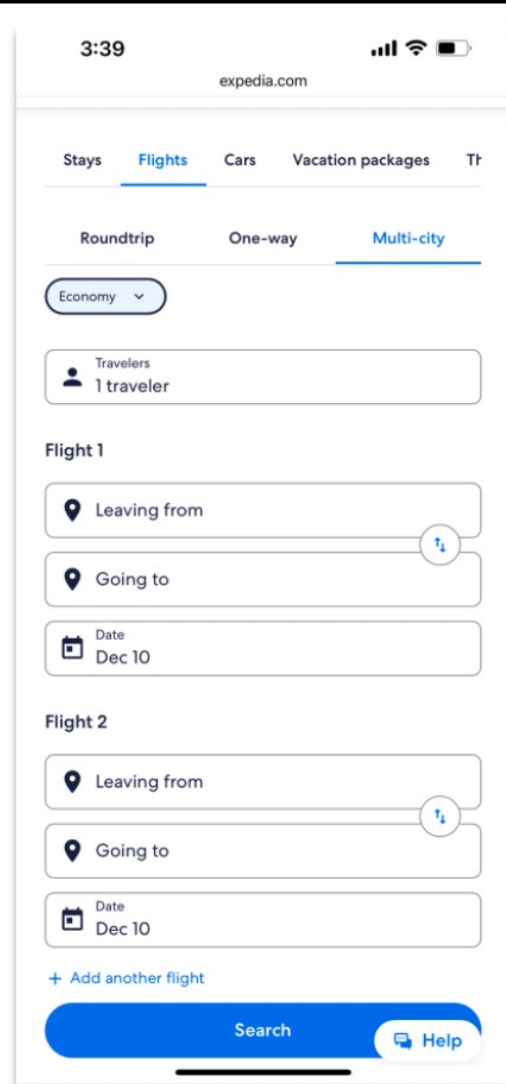 3:39
expedia.com
Stays Flights Cars Vacation packages Th
Roundtrip One-way Multi-city
Economy
Travelers
1 traveler
Flight 1
Leaving from
Going to
Date
Dec 10
Flight 2
Leaving from
Going to
Date
Dec 10
+ Add another flight
Search
Help